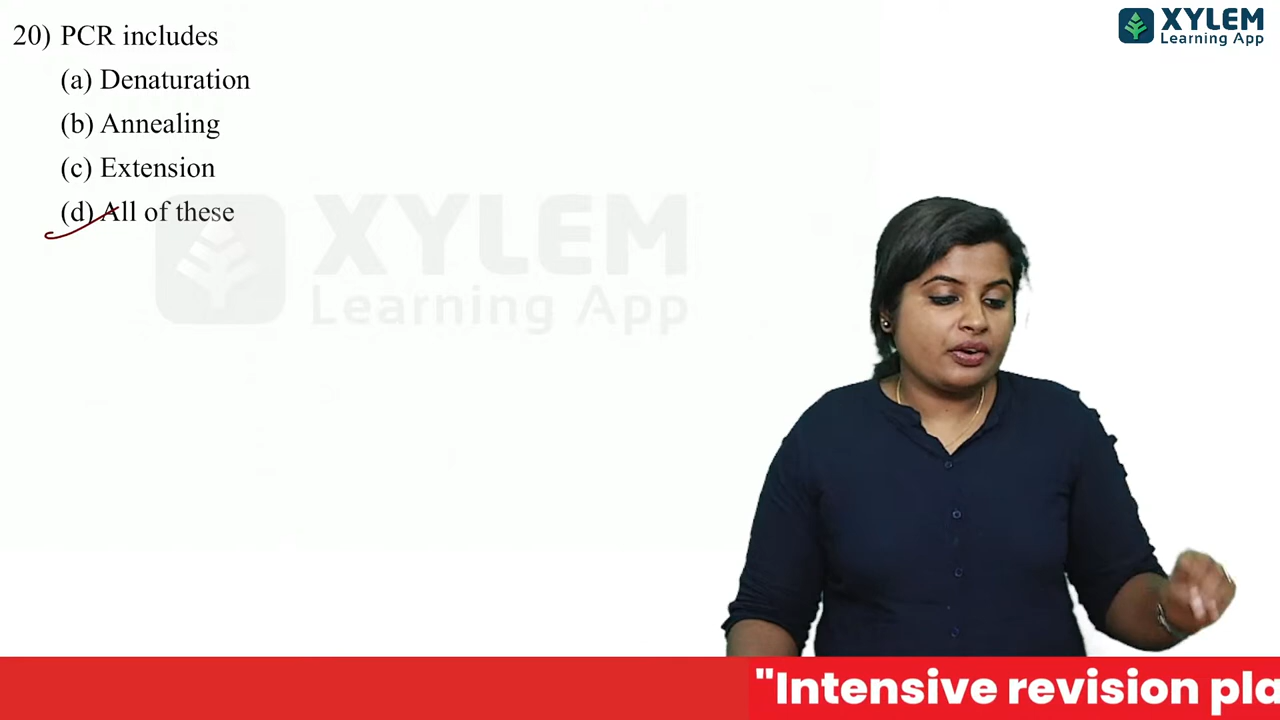 20) PCR includes
(a) Denaturation
(b) Annealing
(c) Extension
(d) All of these
XYLEM
Learning App
XYLEM
Learning App
"Intensive revision pla